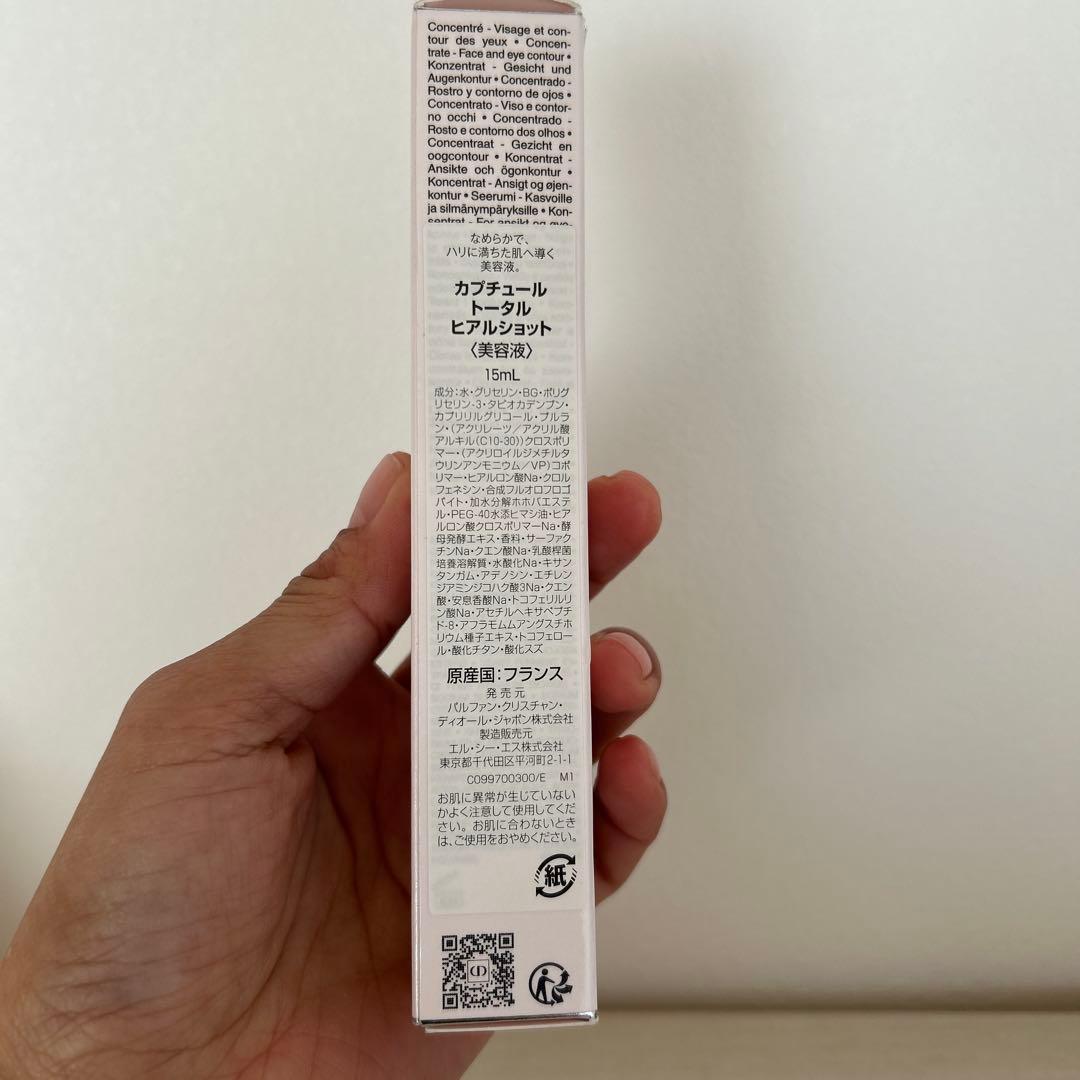 Concentré - Visage et con-
tour des yeux • Concen-
trate - Face and eye contour •
Konzentrat - Gesicht und
Augenkontur • Concentrado -
Rostro y contorno de ojos •
Concentrato - Viso e contor-
no occhi • Concentrado -
Rosto e contorno dos olhos •
Concentraat - Gezicht en
oogcontour • Koncentrat -
Ansikte och ögonkontur •
Koncentrat - Ansigt og øjen-
kontur • Seerumi - Kasvoille
ja silmänympäryksille • Kon-
sentrat - For ansikt og øye-
なめらかで、
ハリに満ちた肌へ導く
美容液。
カプチュール
トータル
ヒアルショット
〈美容液〉
15mL
成分：水・グリセリン・BG・ポリグ
リセリン-3・タピオカデンプン・
カプリリルグリコール・プルラ
ン・(アクリレーツ／アクリル酸
アルキル(C10-30))クロスポリ
マー・(アクリロイルジメチルタ
ウリンアンモニウム／VP)コポ
リマー・ヒアルロン酸Na・クロル
フェネシン・合成フルオロフロゴ
パイト・加水分解ホホバエステ
ル・PEG-40水添ヒマシ油・ヒア
ルロン酸クロスポリマーNa・酵
母発酵エキス・香料・サーファク
チンNa・クエン酸Na・乳酸桿菌
培養溶解質・水酸化Na・キサン
タンガム・アデノシン・エチレン
ジアミンジコハク酸3Na・クエン
酸・安息香酸Na・トコフェリルリ
ン酸Na・アセチルヘキサペプチ
ド-8・アフラモムムアングスチホ
リウム種子エキス・トコフェロー
ル・酸化チタン・酸化スズ
原産国：フランス
発売元
パルファン・クリスチャン・
ディオール・ジャポン株式会社
製造販売元
エル・シー・エス株式会社
東京都千代田区平河町2-1-1
C099700300/E M1
お肌に異常が生じていない
かよく注意して使用してくだ
さい。お肌に合わないとき
は、ご使用をおやめください。
紙
CD